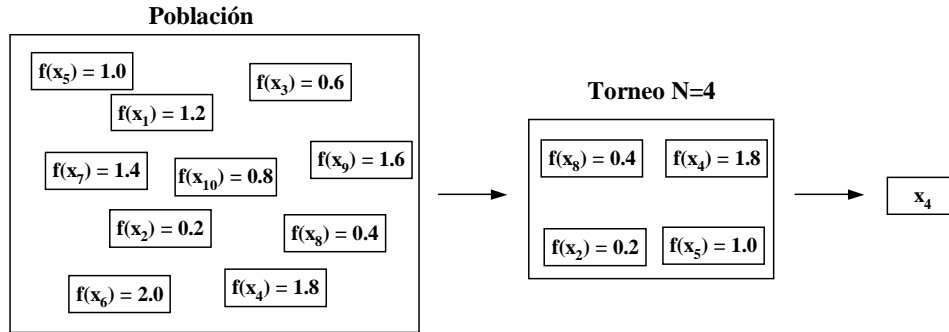 Población
f(x₅) = 1.0
f(x₃) = 0.6
f(x₁) = 1.2
f(x₇) = 1.4
f(x₁₀) = 0.8
f(x₉) = 1.6
f(x₂) = 0.2
f(x₈) = 0.4
f(x₆) = 2.0
f(x₄) = 1.8
Torneo N=4
f(x₈) = 0.4
f(x₄) = 1.8
f(x₂) = 0.2
f(x₅) = 1.0
x₄